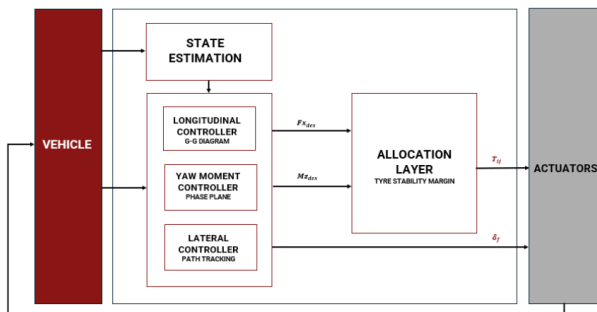 STATE
ESTIMATION
VEHICLE
LONGITUDINAL
CONTROLLER
G-G DIAGRAM
YAW MOMENT
CONTROLLER
PHASE PLANE
LATERAL
CONTROLLER
PATH TRACKING
Fx_des
Mz_des
ALLOCATION
LAYER
TYRE STABILITY MARGIN
T_ij
δ_f
ACTUATORS